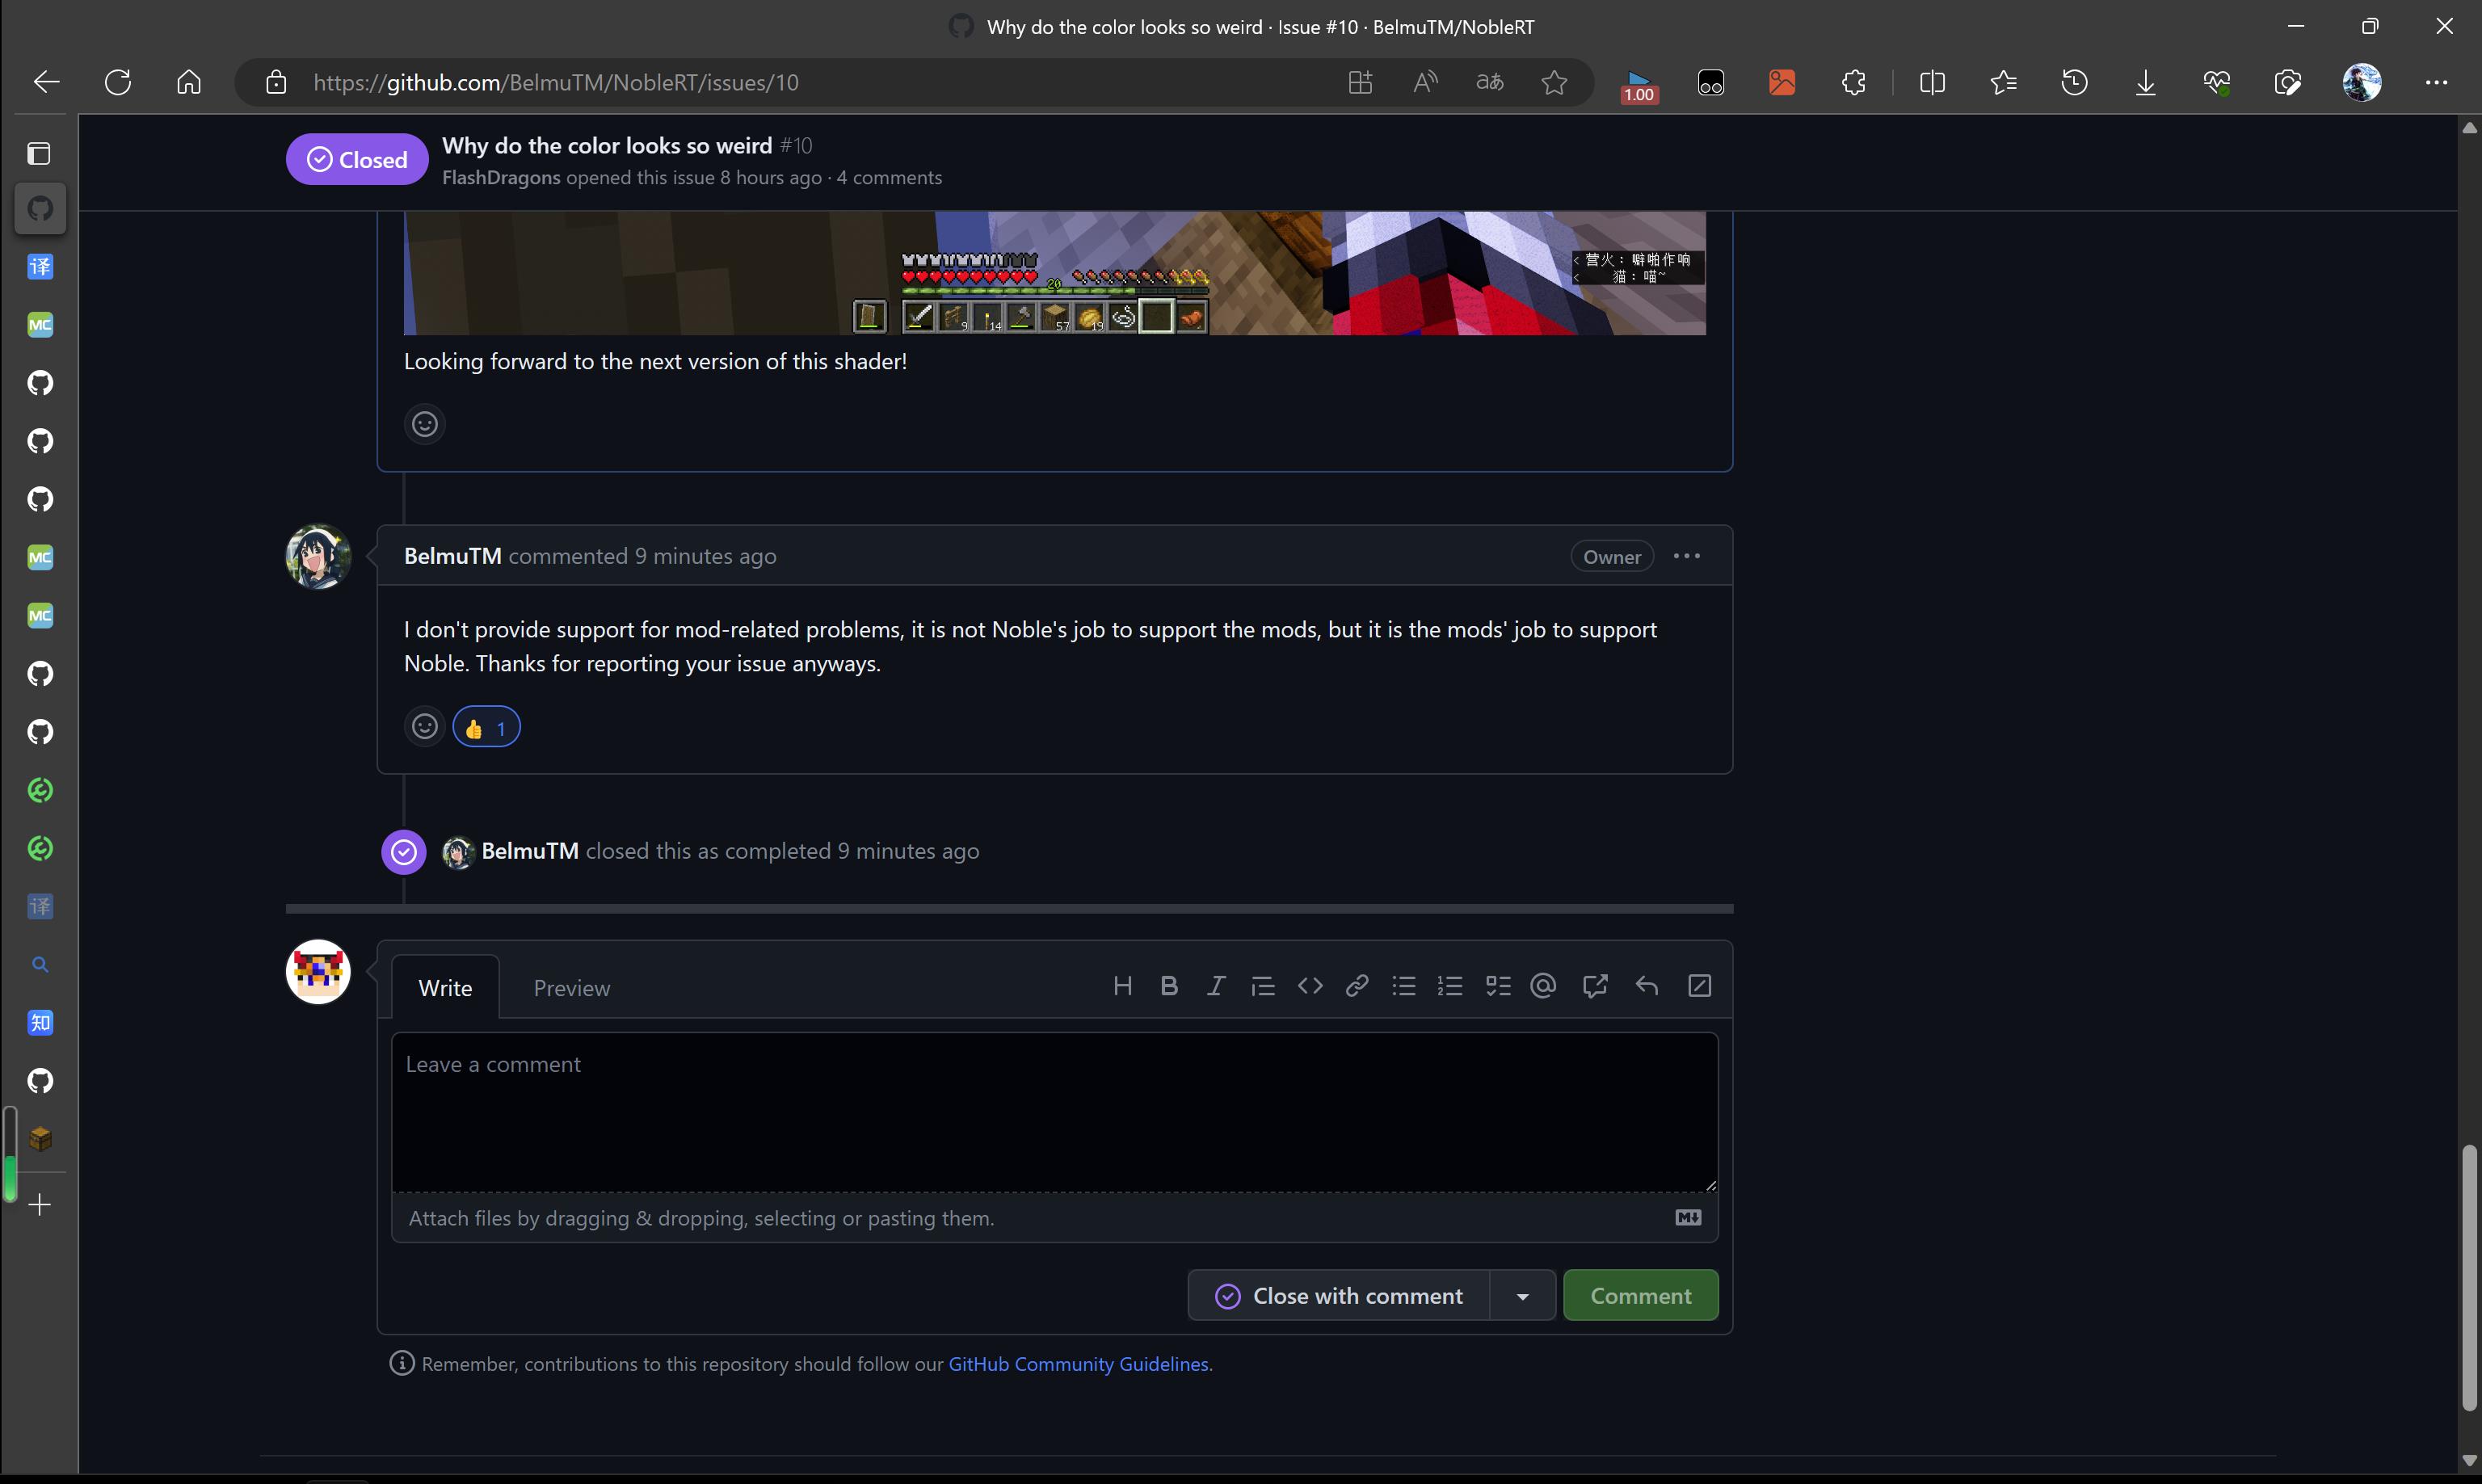 Why do the color looks so weird · Issue #10 · BelmuTM/NobleRT
https://github.com/BelmuTM/NobleRT/issues/10
1.00
Closed
Why do the color looks so weird #10
FlashDragons opened this issue 8 hours ago · 4 comments
译
MC
MC
MC
译
知
< 营火：噼啪作响
< 猫：喵~
20
9
14
57
19
Looking forward to the next version of this shader!
BelmuTM commented 9 minutes ago
Owner
I don't provide support for mod-related problems, it is not Noble's job to support the mods, but it is the mods' job to support
Noble. Thanks for reporting your issue anyways.
1
BelmuTM closed this as completed 9 minutes ago
Write
Preview
Leave a comment
Attach files by dragging & dropping, selecting or pasting them.
Close with comment
Comment
Remember, contributions to this repository should follow our GitHub Community Guidelines.